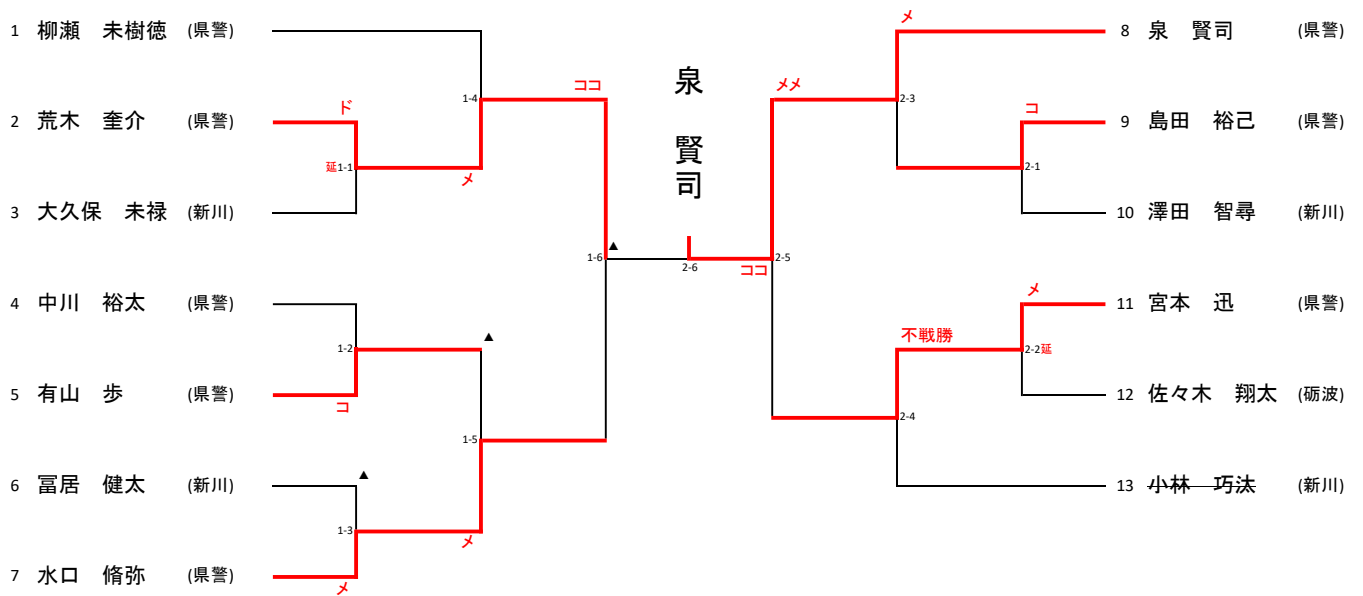 1 柳瀬 未樹徳 (県警)
2 荒木 奎介 (県警)
3 大久保 未禄 (新川)
4 中川 裕太 (県警)
5 有山 歩 (県警)
6 冨居 健太 (新川)
7 水口 脩弥 (県警)
ド
延1-1
1-4
メ
ココ
1-2
コ
▲
1-5
▲
1-3
メ
メ
1-6
▲
泉 賢司
2-6
ココ
2-5
メメ
メ
2-3
コ
2-1
不戦勝
メ
2-2延
2-4
8 泉 賢司 (県警)
9 島田 裕己 (県警)
10 澤田 智尋 (新川)
11 宮本 迅 (県警)
12 佐々木 翔太 (砺波)
13 小林 巧汰 (新川)